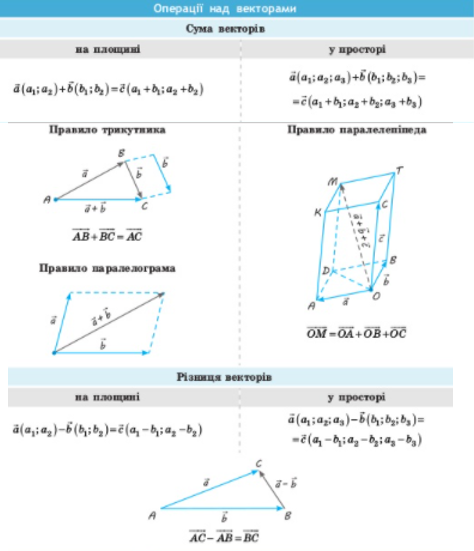 Операції над векторами
Сума векторів
на площині
у просторі
a⃗(a₁; a₂)+b⃗(b₁; b₂)=c⃗(a₁+b₁; a₂+b₂)
a⃗(a₁; a₂; a₃)+b⃗(b₁; b₂; b₃)=
=c⃗(a₁+b₁; a₂+b₂; a₃+b₃)
Правило трикутника
Правило паралелепіпеда
B
a⃗
b⃗
b⃗
A
a⃗+b⃗
C
AB⃗+BC⃗=AC⃗
M
T
K
C
a⃗+b⃗+c⃗
c⃗
D
B
b⃗
A
a⃗
O
OM⃗=OA⃗+OB⃗+OC⃗
Правило паралелограма
a⃗
a⃗+b⃗
b⃗
Різниця векторів
на площині
у просторі
a⃗(a₁; a₂)−b⃗(b₁; b₂)=c⃗(a₁−b₁; a₂−b₂)
a⃗(a₁; a₂; a₃)−b⃗(b₁; b₂; b₃)=
=c⃗(a₁−b₁; a₂−b₂; a₃−b₃)
C
a⃗
a⃗−b⃗
A
b⃗
B
AC⃗−AB⃗=BC⃗